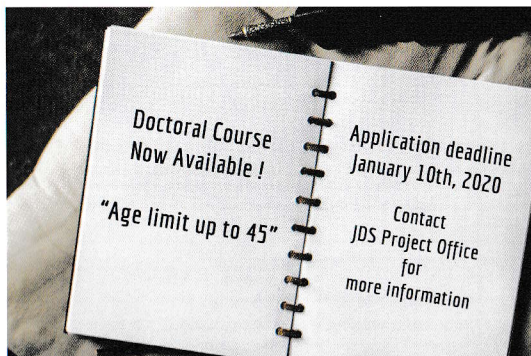 Doctoral Course
Now Available !
“Age limit up to 45”
Application deadline
January 10th, 2020
Contact
JDS Project Office
for
more information